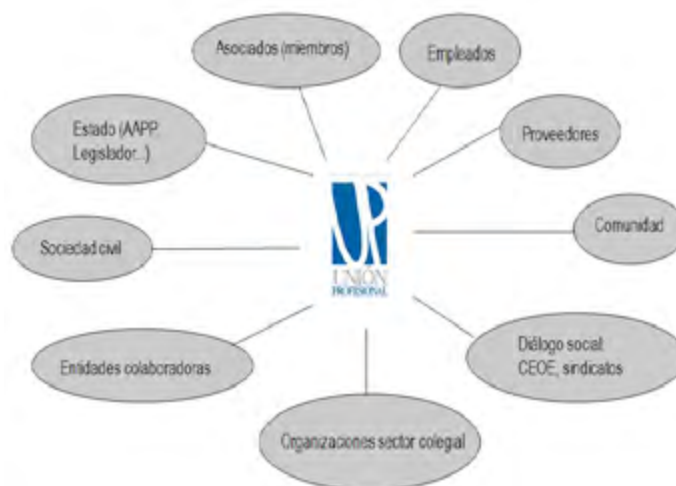 Asociados (miembros)
Empleados
Estado (AAPP.
Legislador...)
Proveedores
Sociedad civil
UP
UNIÓN
PROFESIONAL
Comunidad
Entidades colaboradoras
Diálogo social:
CEOE, sindicatos
Organizaciones sector colegial